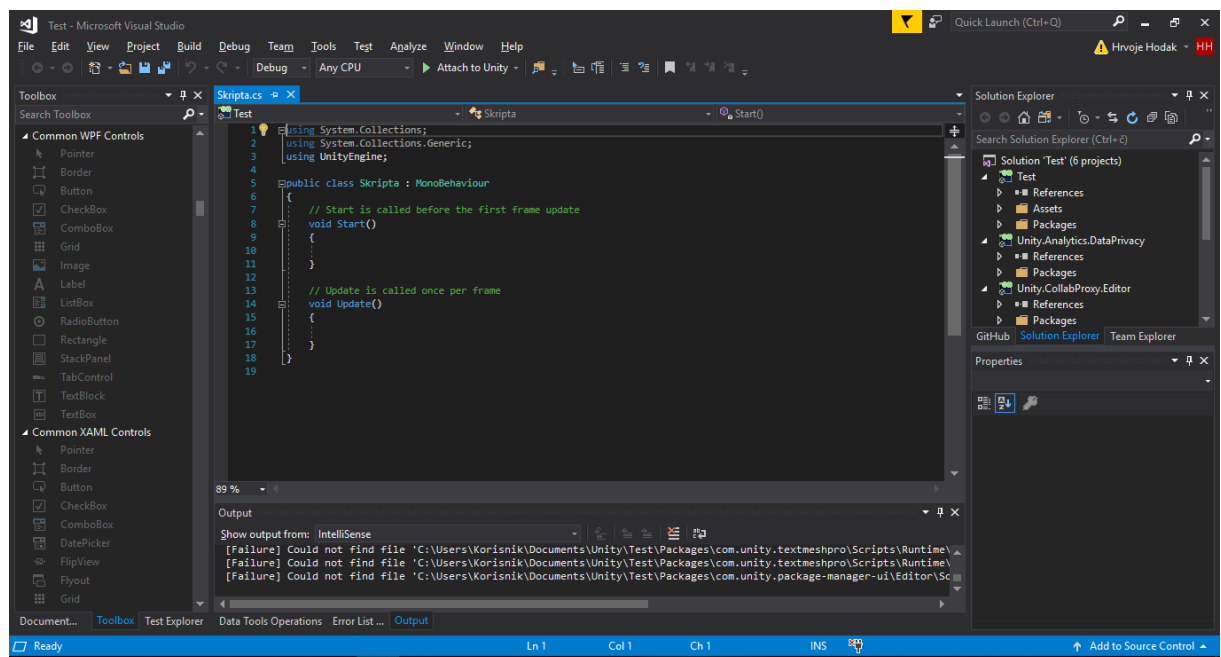 Test - Microsoft Visual Studio
Quick Launch (Ctrl+Q)
File Edit View Project Build Debug Team Tools Test Analyze Window Help
Hrvoje Hodak HH
Debug Any CPU Attach to Unity
Toolbox
Search Toolbox
Common WPF Controls
Pointer
Border
Button
CheckBox
ComboBox
Grid
Image
Label
ListBox
RadioButton
Rectangle
StackPanel
TabControl
TextBlock
TextBox
Common XAML Controls
Pointer
Border
Button
CheckBox
ComboBox
DatePicker
FlipView
Flyout
Grid
Document... Toolbox Test Explorer
Skripta.cs
Test Skripta Start()
1 using System.Collections;
2 using System.Collections.Generic;
3 using UnityEngine;
4
5 public class Skripta : MonoBehaviour
6 {
7 // Start is called before the first frame update
8 void Start()
9 {
10
11 }
12
13 // Update is called once per frame
14 void Update()
15 {
16
17 }
18 }
19
89 %
Output
Show output from: IntelliSense
[Failure] Could not find file 'C:\Users\Korisnik\Documents\Unity\Test\Packages\com.unity.textmeshpro\Scripts\Runtime\
[Failure] Could not find file 'C:\Users\Korisnik\Documents\Unity\Test\Packages\com.unity.textmeshpro\Scripts\Runtime\
[Failure] Could not find file 'C:\Users\Korisnik\Documents\Unity\Test\Packages\com.unity.package-manager-ui\Editor\Sc
Data Tools Operations Error List ... Output
Solution Explorer
Search Solution Explorer (Ctrl+č)
Solution 'Test' (6 projects)
Test
References
Assets
Packages
Unity.Analytics.DataPrivacy
References
Packages
Unity.CollabProxy.Editor
References
Packages
GitHub Solution Explorer Team Explorer
Properties
Ready Ln 1 Col 1 Ch 1 INS Add to Source Control